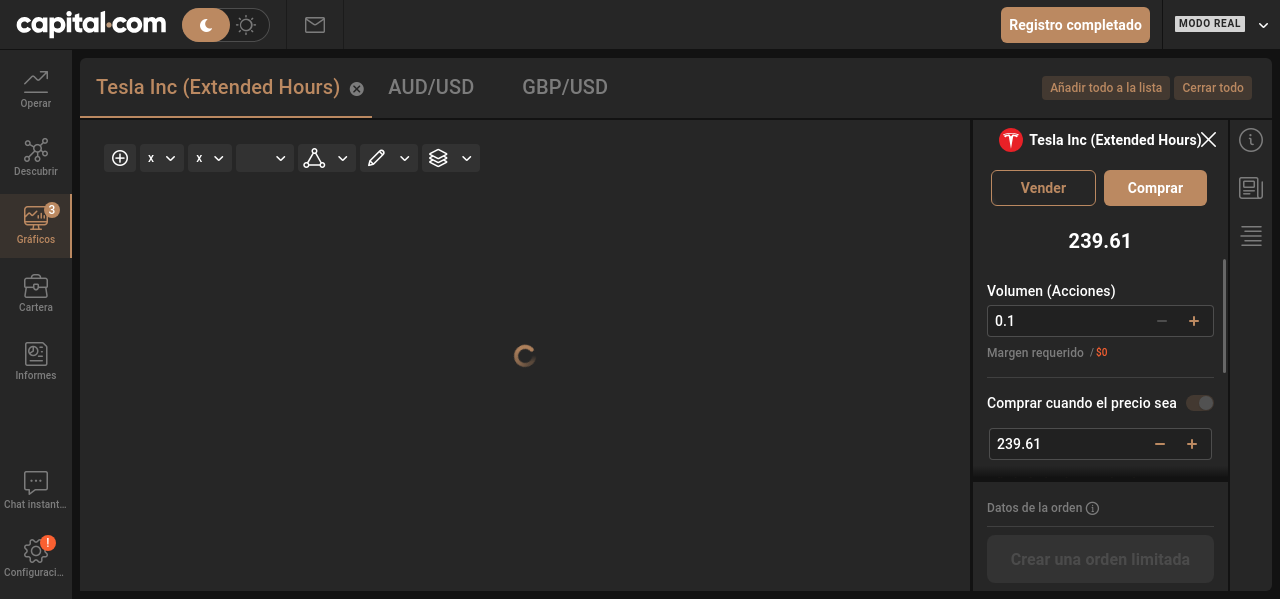 capital.com
Registro completado
MODO REAL
Operar
Descubrir
3
Gráficos
Cartera
Informes
Chat instant...
!
Configuraci...
Tesla Inc (Extended Hours)
AUD/USD
GBP/USD
Añadir todo a la lista
Cerrar todo
x
x
Tesla Inc (Extended Hours)
Vender
Comprar
239.61
Volumen (Acciones)
0.1
Margen requerido / $0
Comprar cuando el precio sea
239.61
Datos de la orden
Crear una orden limitada